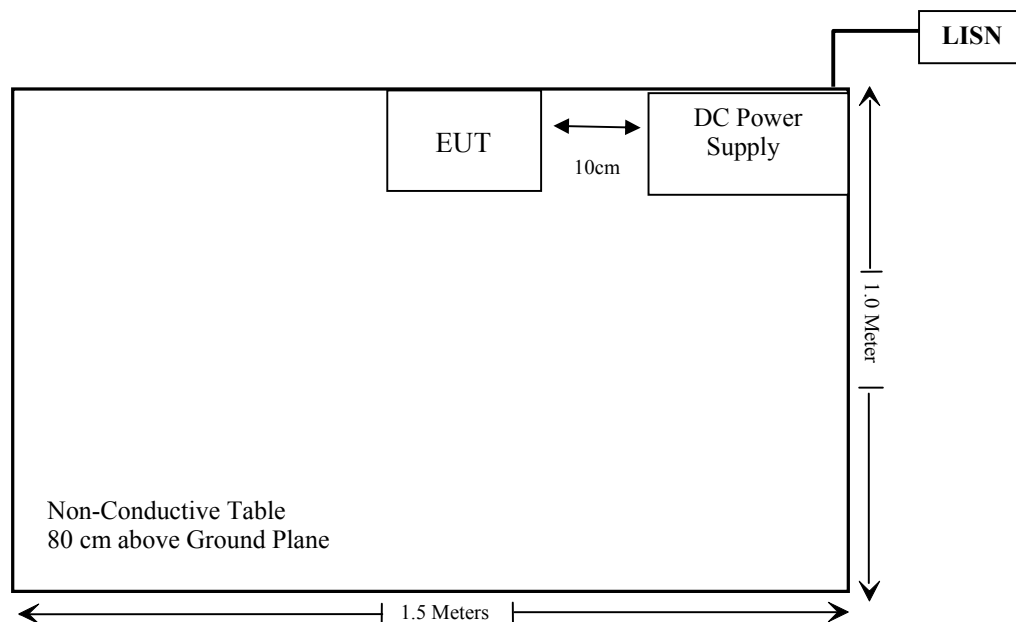 LISN
EUT
10cm
DC Power
Supply
1.0 Meter
Non-Conductive Table
80 cm above Ground Plane
1.5 Meters